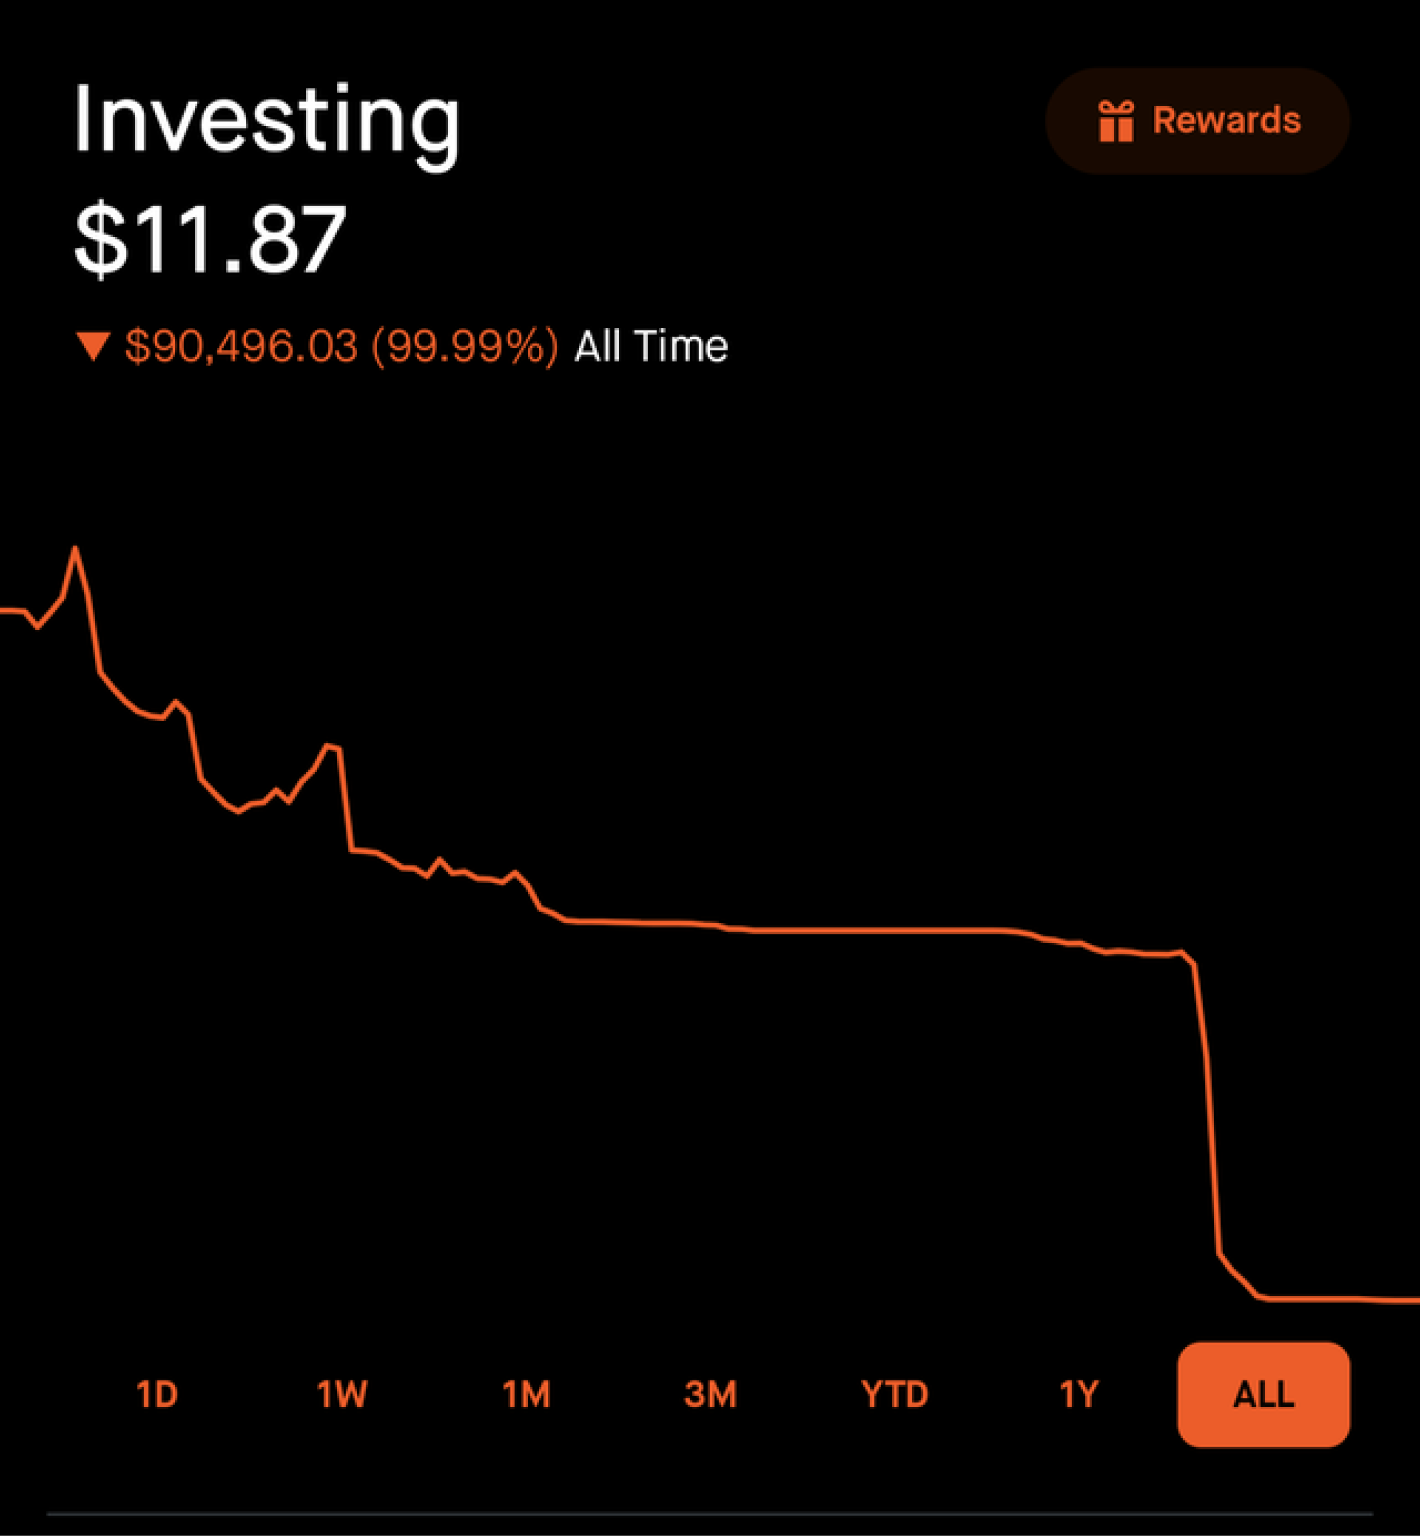 Investing
Rewards
$11.87
▼ $90,496.03 (99.99%) All Time
1D 1W 1M 3M YTD 1Y ALL